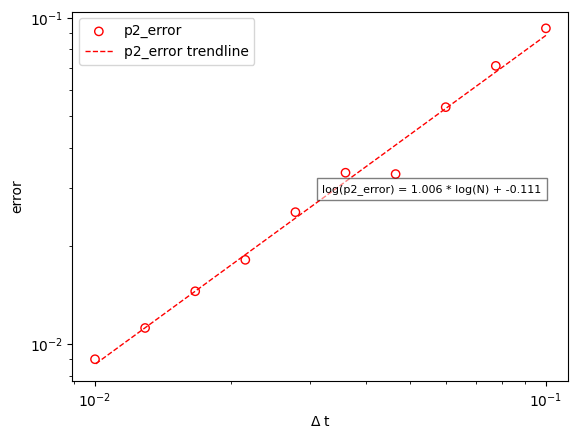 10⁻¹
p2_error
p2_error trendline
error
log(p2_error) = 1.006 * log(N) + -0.111
10⁻²
10⁻²
10⁻¹
Δ t